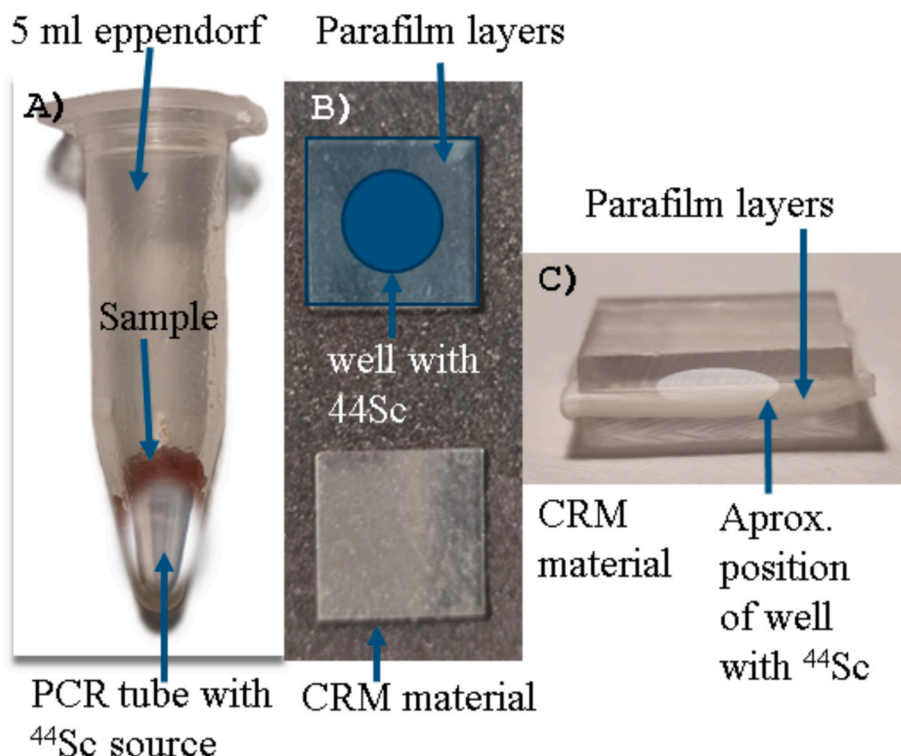 5 ml eppendorf
Parafilm layers
A)
B)
Parafilm layers
C)
Sample
well with
44Sc
CRM
material
Aprox.
position
of well
with ⁴⁴Sc
PCR tube with
⁴⁴Sc source
CRM material